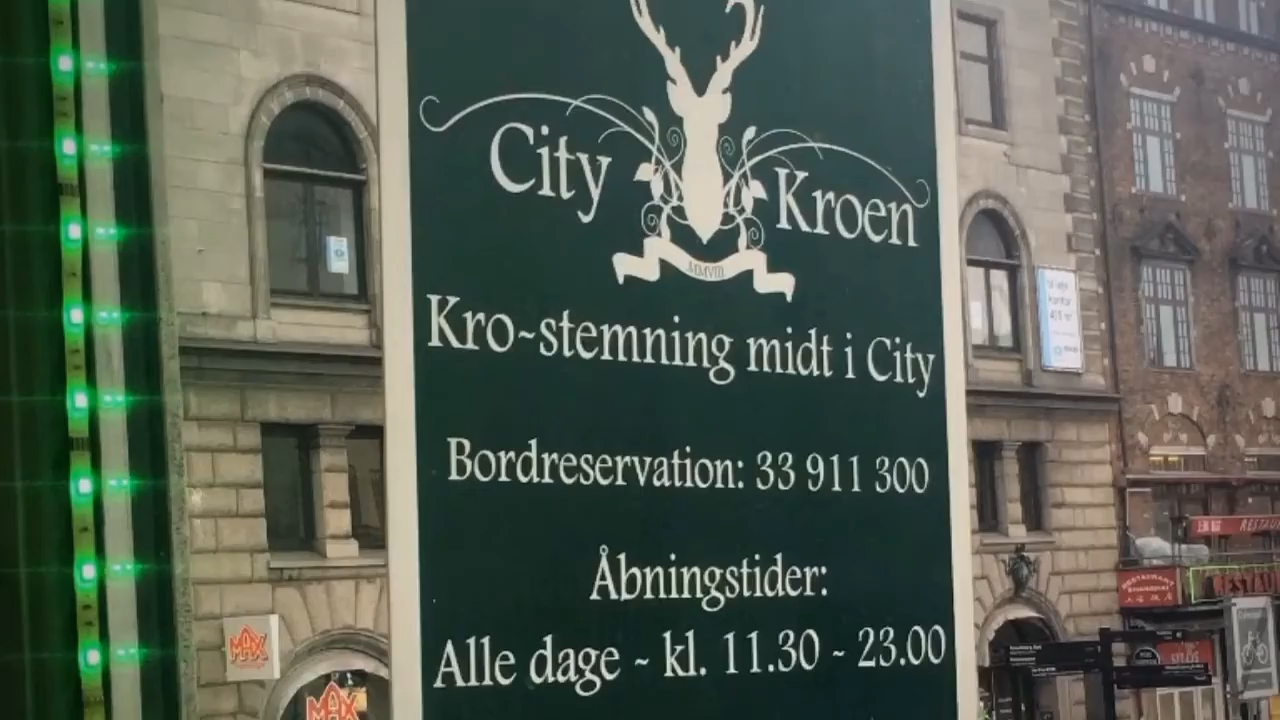 City Kroen
MMVIII
Kro-stemning midt i City
Bordreservation: 33 911 300
Åbningstider:
Alle dage - kl. 11.30 - 23.00
MAX
MAX
RESTAURANT